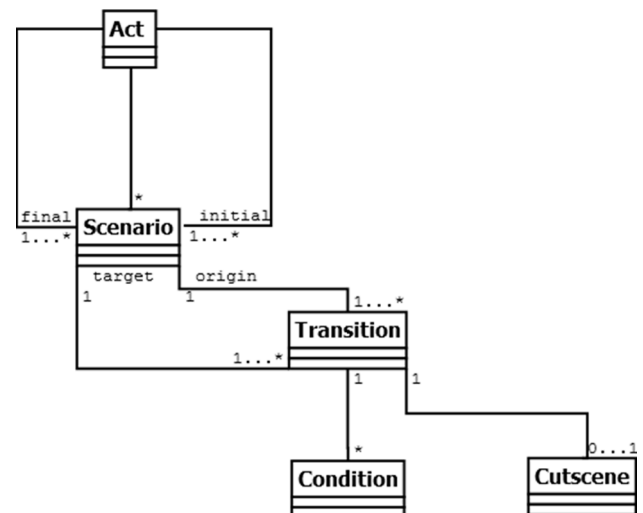 Act
*
final
Scenario
initial
1...*
1...*
target
origin
1
1
1...*
Transition
1...*
1
1
*
0...1
Condition
Cutscene